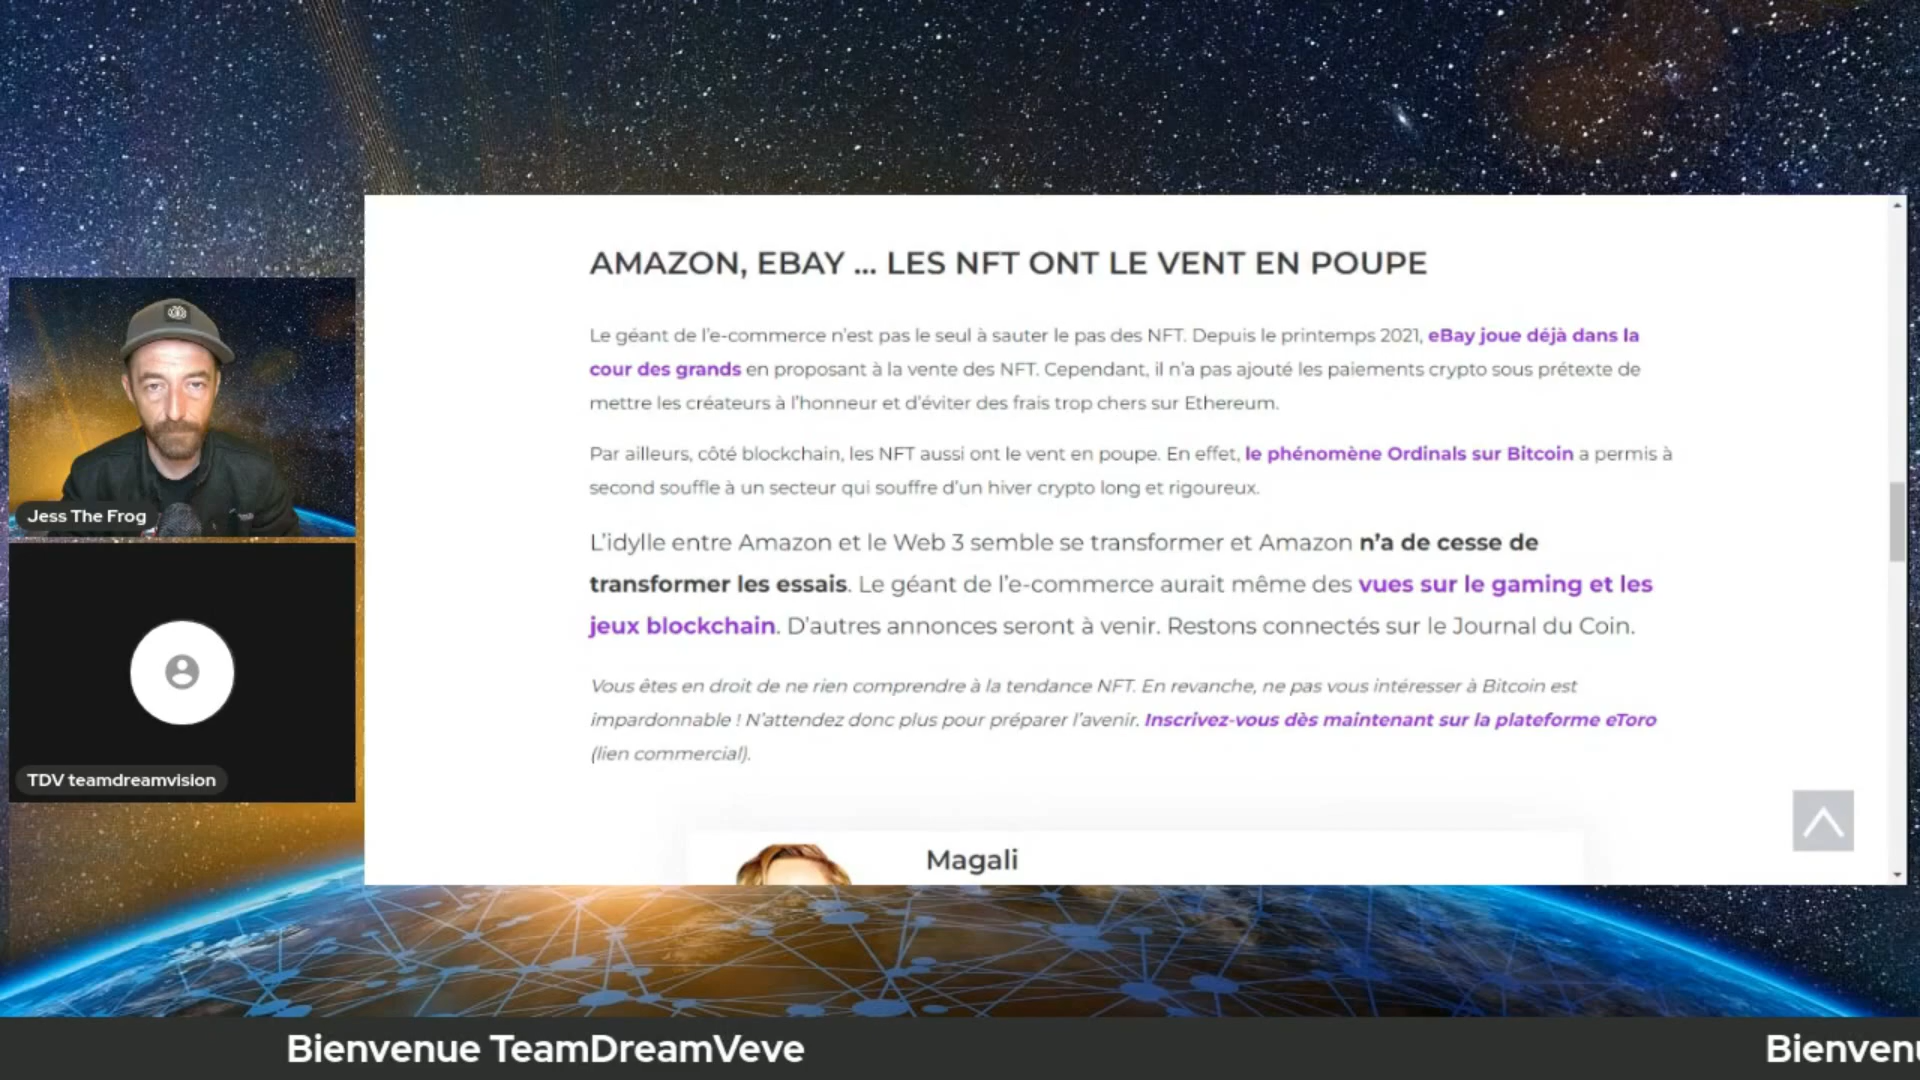 AMAZON, EBAY ... LES NFT ONT LE VENT EN POUPE
Le géant de l'e-commerce n'est pas le seul à sauter le pas des NFT. Depuis le printemps 2021, eBay joue déjà dans la
cour des grands en proposant à la vente des NFT. Cependant, il n'a pas ajouté les paiements crypto sous prétexte de
mettre les créateurs à l'honneur et d'éviter des frais trop chers sur Ethereum.
Par ailleurs, côté blockchain, les NFT aussi ont le vent en poupe. En effet, le phénomène Ordinals sur Bitcoin a permis à
second souffle à un secteur qui souffre d'un hiver crypto long et rigoureux.
L'idylle entre Amazon et le Web 3 semble se transformer et Amazon n'a de cesse de
transformer les essais. Le géant de l'e-commerce aurait même des vues sur le gaming et les
jeux blockchain. D'autres annonces seront à venir. Restons connectés sur le Journal du Coin.
Vous êtes en droit de ne rien comprendre à la tendance NFT. En revanche, ne pas vous intéresser à Bitcoin est
impardonnable ! N'attendez donc plus pour préparer l'avenir. Inscrivez-vous dès maintenant sur la plateforme eToro
(lien commercial).
Magali
Jess The Frog
TDV teamdreamvision
Bienvenue TeamDreamVeve
Bienvenu